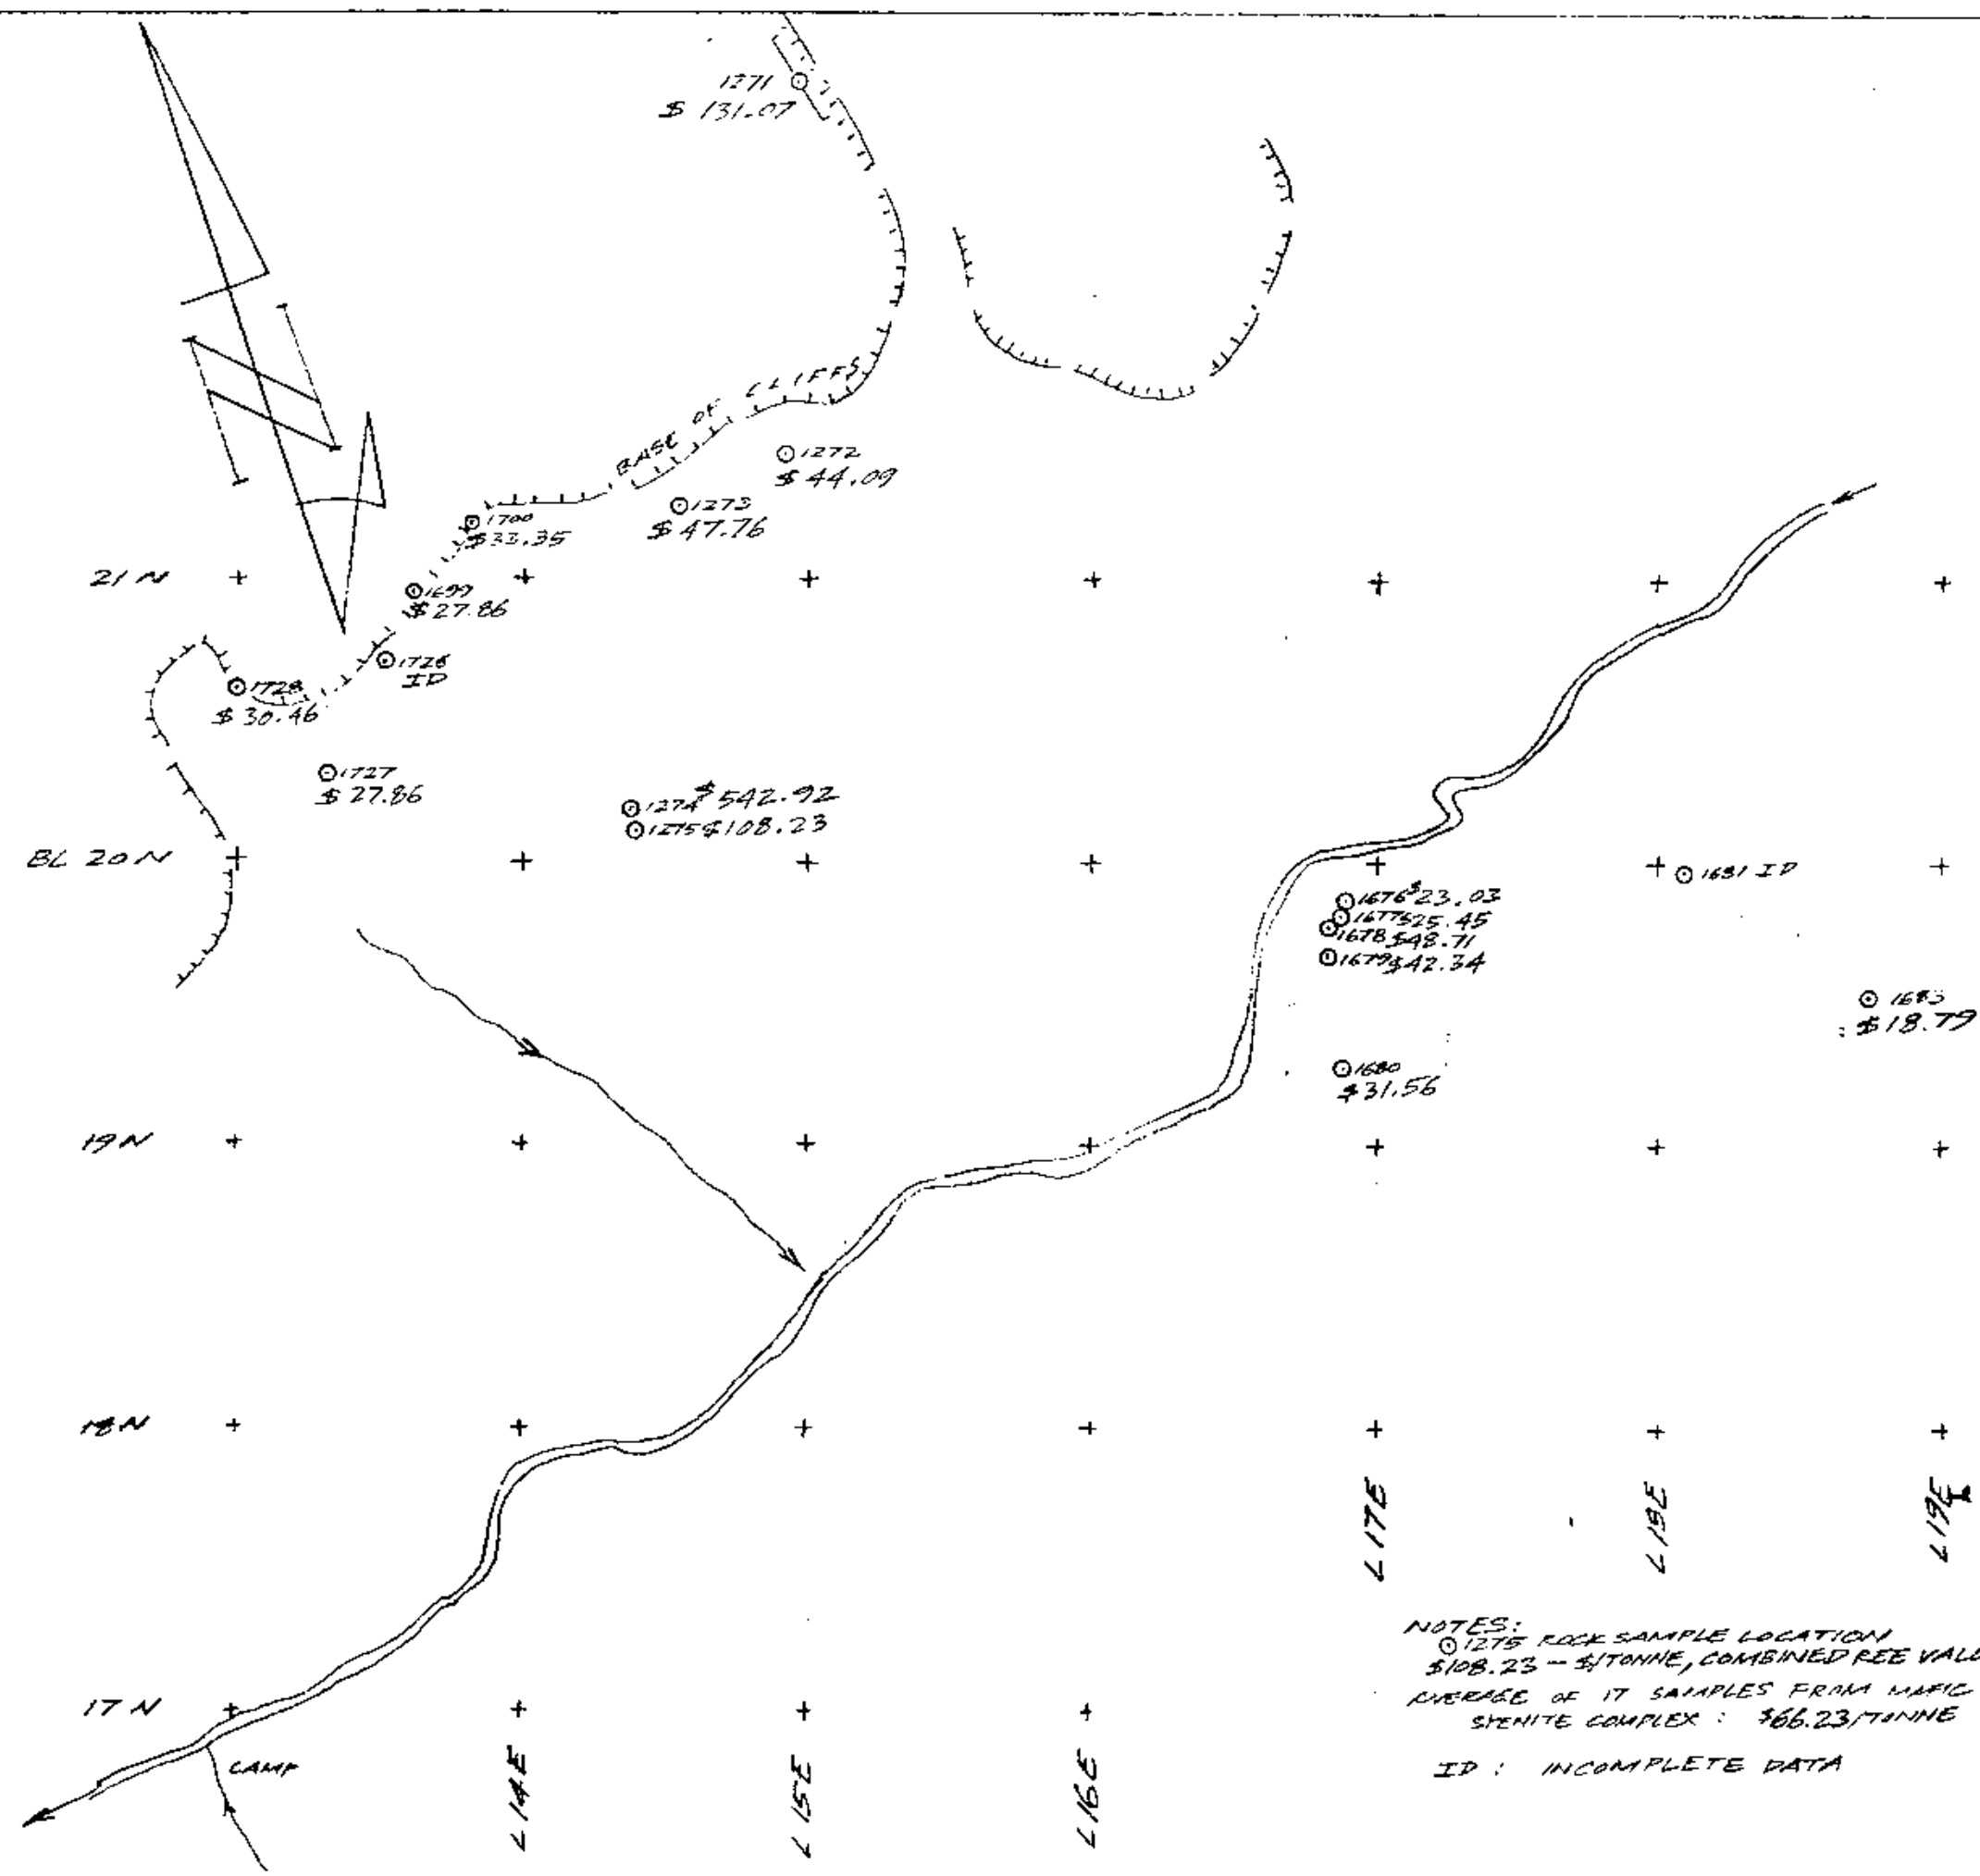 1271
$ 131.07
N
BASE OF CLIFFS
1272
$ 44.09
1273
$ 47.76
1700
$33.35
21 N
1699
$27.86
1726
ID
1728
$ 30.46
1727
$ 27.86
1274 $ 542.92
1275 $108.23
BL 20 N
1676 $23.03
1677 $25.45
1678 $48.71
1679 $42.34
1681 ID
1683
$18.79
1680
$31.56
19 N
18 N
L 17E
L 18E
L 19E
17 N
CAMP
L 14E
L 15E
L 16E
NOTES:
1275 ROCK SAMPLE LOCATION
$108.23 - $/TONNE, COMBINED REE VALU
AVERAGE OF 17 SAMPLES FROM MAFIC
SYENITE COMPLEX : $66.23/TONNE
ID : INCOMPLETE DATA